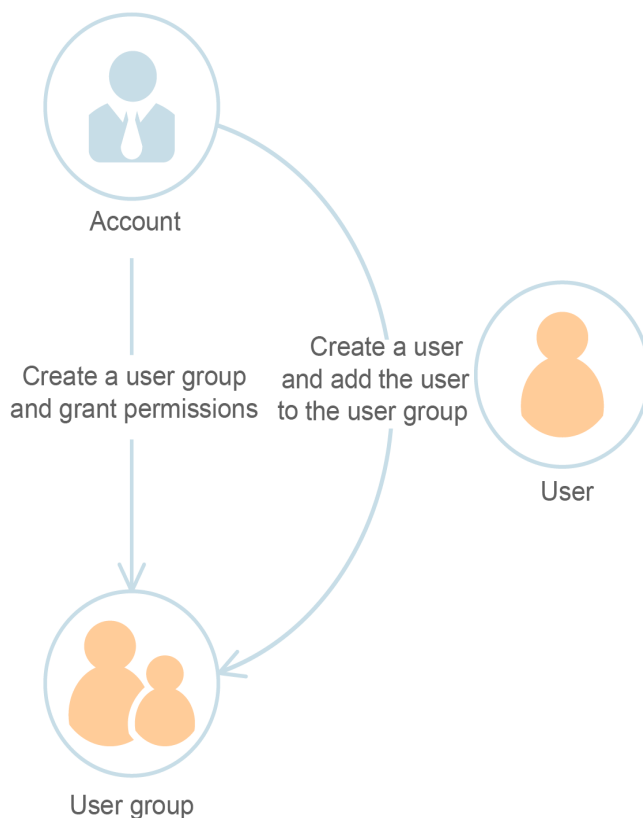 Account
Create a user group
and grant permissions
Create a user
and add the user
to the user group
User
User group